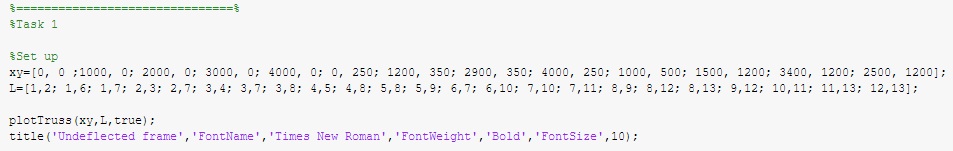 %==============================%
%Task 1
%Set up
xy=[0, 0 ;1000, 0; 2000, 0; 3000, 0; 4000, 0; 0, 250; 1200, 350; 2900, 350; 4000, 250; 1000, 500; 1500, 1200; 3400, 1200; 2500, 1200];
L=[1,2; 1,6; 1,7; 2,3; 2,7; 3,4; 3,7; 3,8; 4,5; 4,8; 5,8; 5,9; 6,7; 6,10; 7,10; 7,11; 8,9; 8,12; 8,13; 9,12; 10,11; 11,13; 12,13];
plotTruss(xy,L,true);
title('Undeflected frame','FontName','Times New Roman','FontWeight','Bold','FontSize',10);